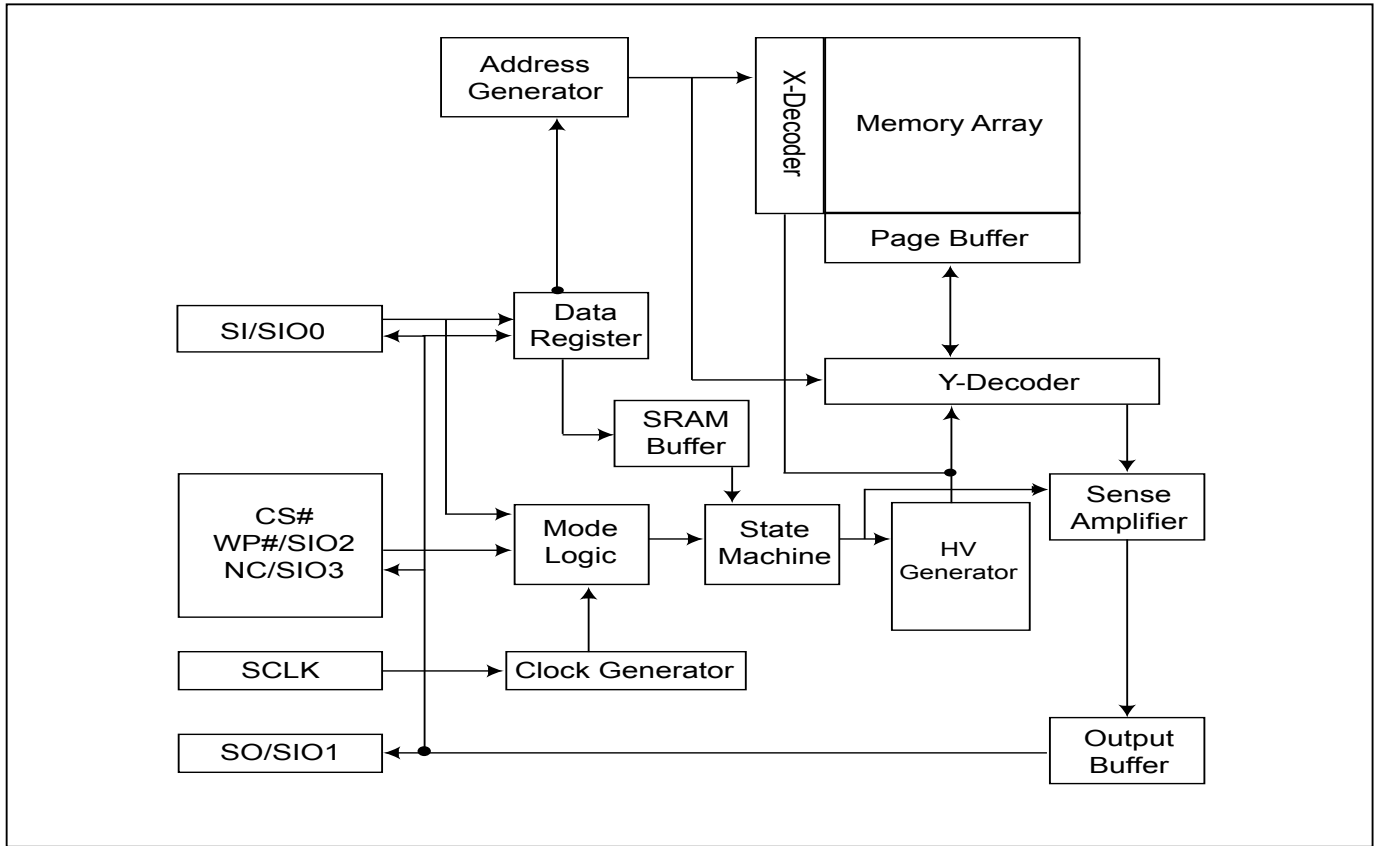 Address
Generator
X-Decoder
Memory Array
Page Buffer
SI/SIO0
Data
Register
Y-Decoder
SRAM
Buffer
CS#
WP#/SIO2
NC/SIO3
Mode
Logic
State
Machine
HV
Generator
Sense
Amplifier
SCLK
Clock Generator
SO/SIO1
Output
Buffer